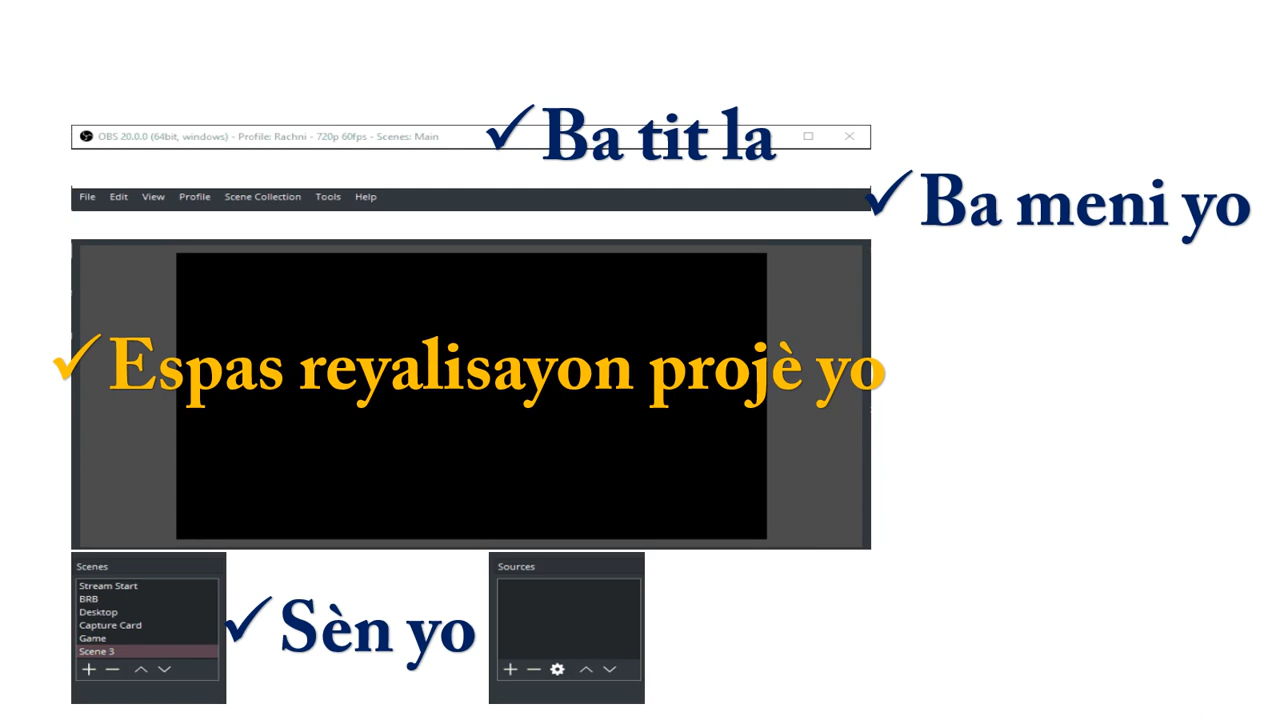 OBS 20.0.0 (64bit, windows) - Profile: Rachni - 720p 60fps - Scenes: Main
✓Ba tit la
File Edit View Profile Scene Collection Tools Help
✓Ba meni yo
✓Espas reyalisayon projè yo
Scenes
Stream Start
BRB
Desktop
Capture Card
Game
Scene 3
✓Sèn yo
Sources